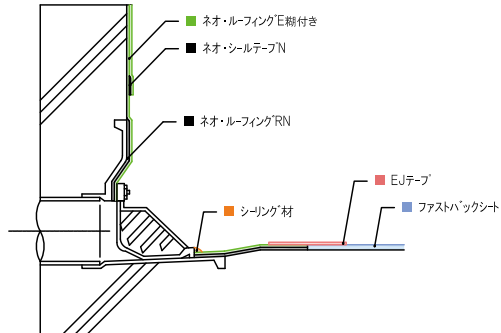 ネオ・ルーフィングE糊付き
ネオ・シールテープN
ネオ・ルーフィングRN
EJテープ
シーリング材
ファストバックシート